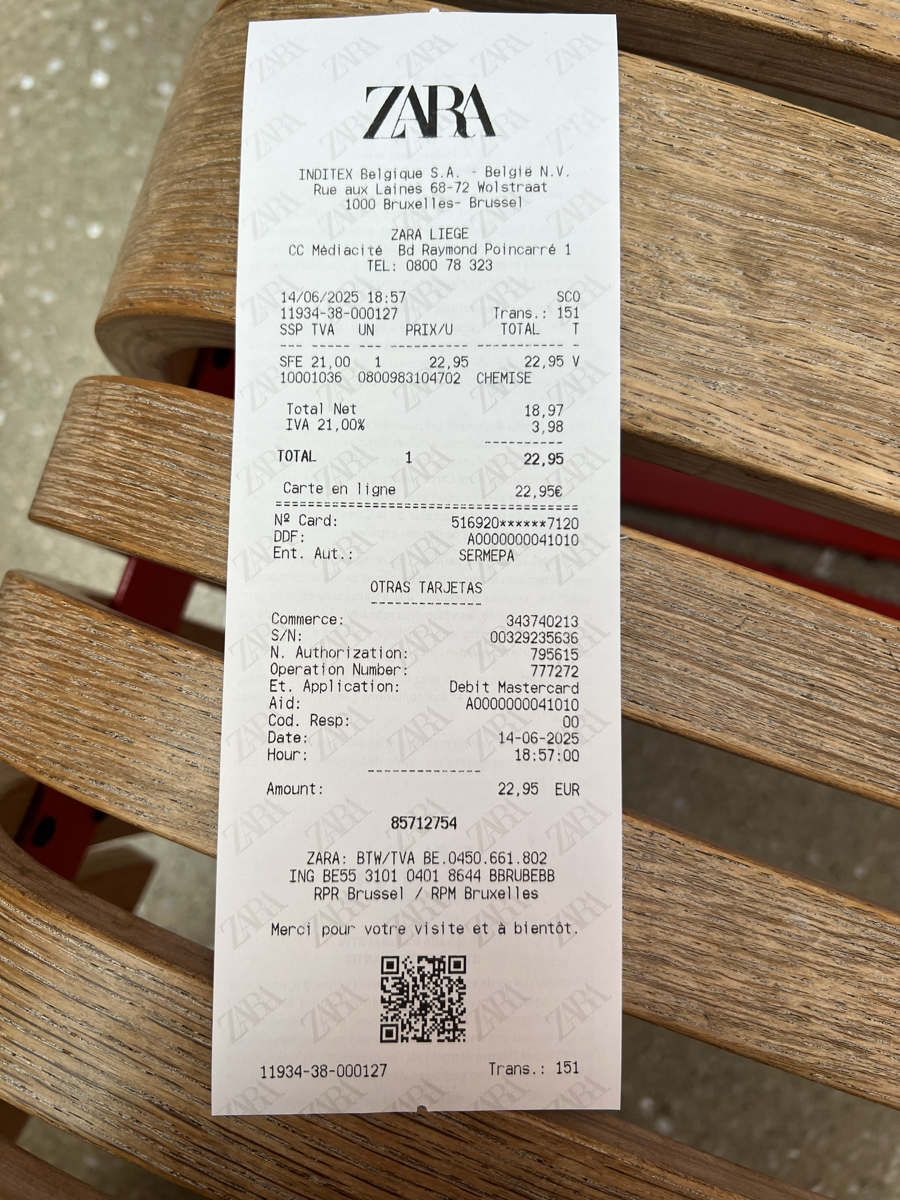 ZARA
INDITEX Belgique S.A. - België N.V.
Rue aux Laines 68-72 Wolstraat
1000 Bruxelles- Brussel
ZARA LIEGE
CC Médiacité Bd Raymond Poincarré 1
TEL: 0800 78 323
14/06/2025 18:57 SCO
11934-38-000127 Trans.: 151
SSP TVA UN PRIX/U TOTAL T
--- ----- --- ---------- ----------- -
SFE 21,00 1 22,95 22,95 V
10001036 0800983104702 CHEMISE
Total Net 18,97
IVA 21,00% 3,98
----------
TOTAL 1 22,95
Carte en ligne 22,95€
======================================
Nº Card: 516920******7120
DDF: A0000000041010
Ent. Aut.: SERMEPA
OTRAS TARJETAS
--------------
Commerce: 343740213
S/N: 00329235636
N. Authorization: 795615
Operation Number: 777272
Et. Application: Debit Mastercard
Aid: A0000000041010
Cod. Resp: 00
Date: 14-06-2025
Hour: 18:57:00
--------------
Amount: 22,95 EUR
85712754
ZARA: BTW/TVA BE.0450.661.802
ING BE55 3101 0401 8644 BBRUBEBB
RPR Brussel / RPM Bruxelles
Merci pour votre visite et à bientôt.
11934-38-000127 Trans.: 151